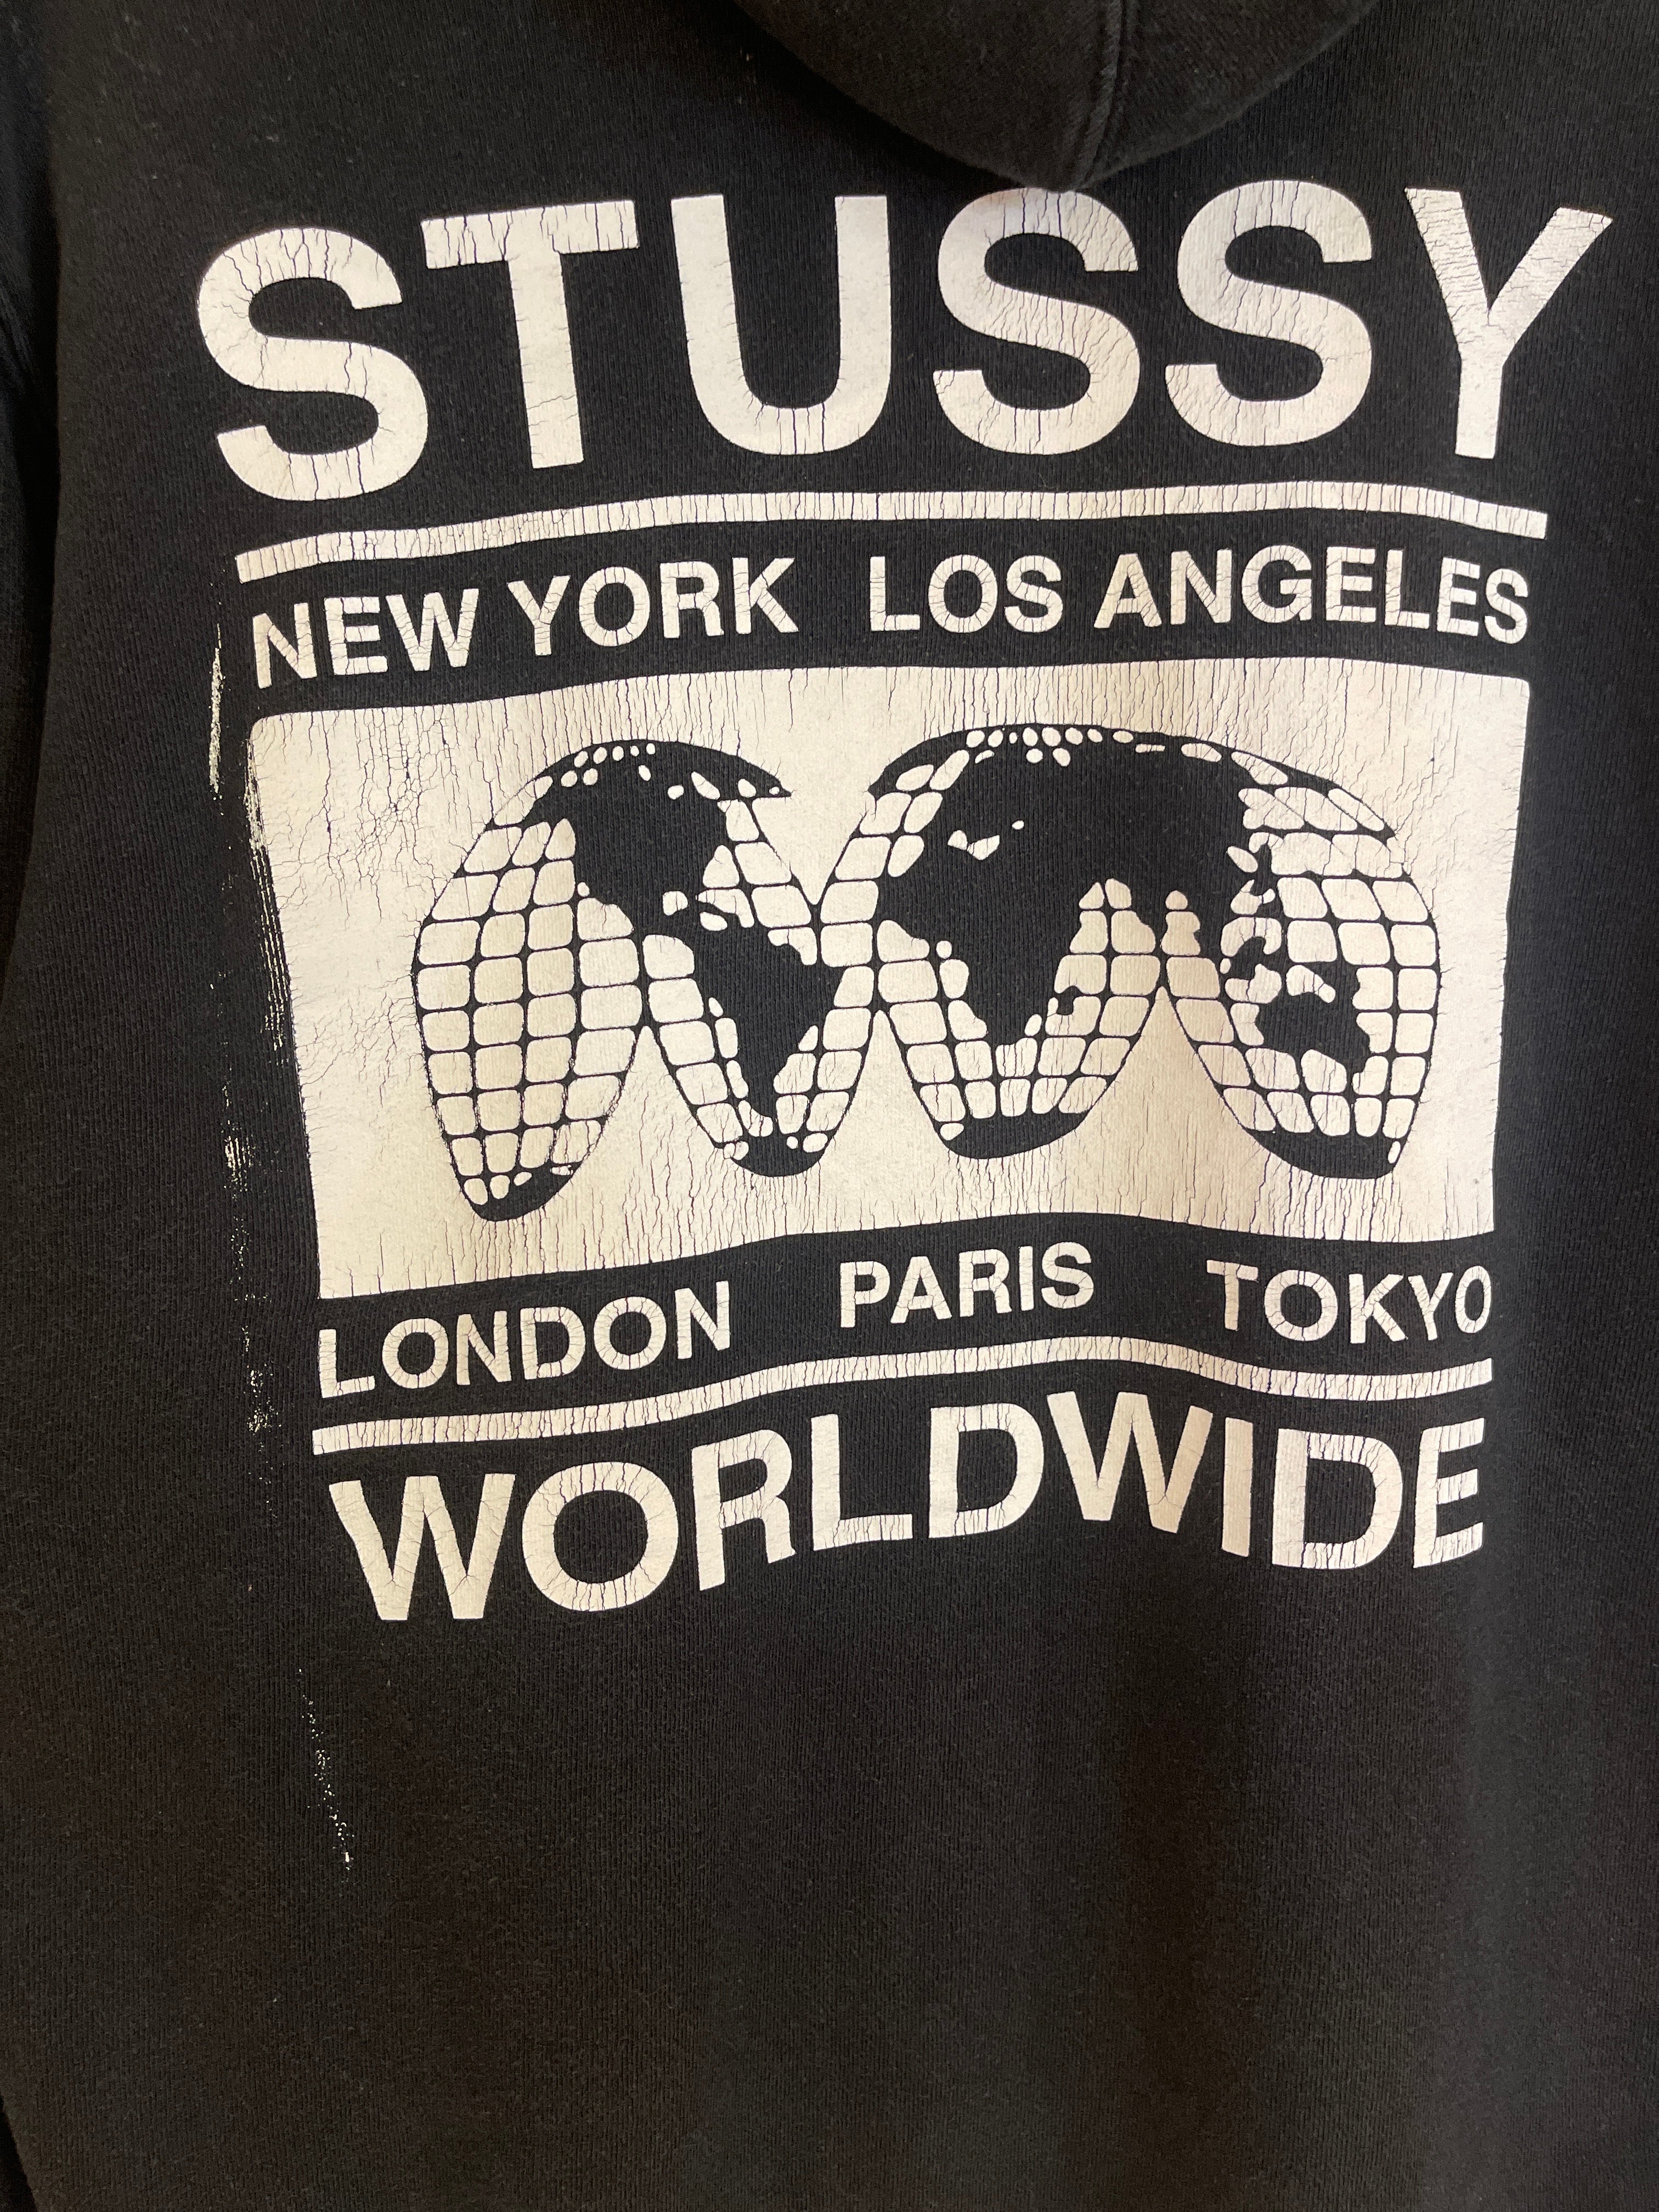 STUSSY
NEW YORK LOS ANGELES
LONDON PARIS TOKYO
WORLDWIDE